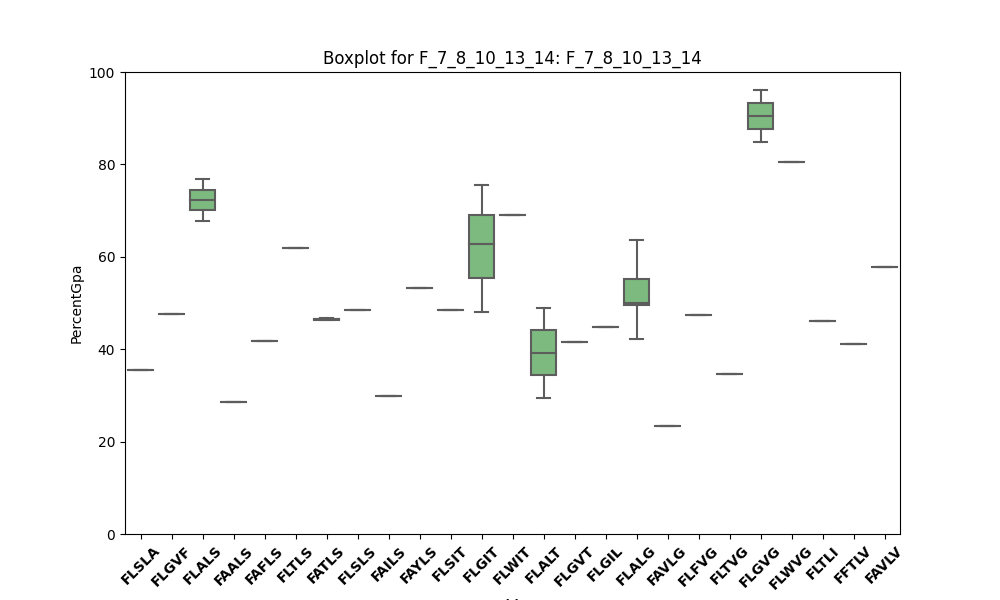 Boxplot for F_7_8_10_13_14: F_7_8_10_13_14
100
80
60
40
20
0
PercentGpa
FLSLA
FLGVF
FLALS
FAALS
FAFLS
FLTLS
FATLS
FLSLS
FAILS
FAYLS
FLSIT
FLGIT
FLWIT
FLALT
FLGVT
FLGIL
FLALG
FAVLG
FLFVG
FLTVG
FLGVG
FLWVG
FLTLI
FFTLV
FAVLV